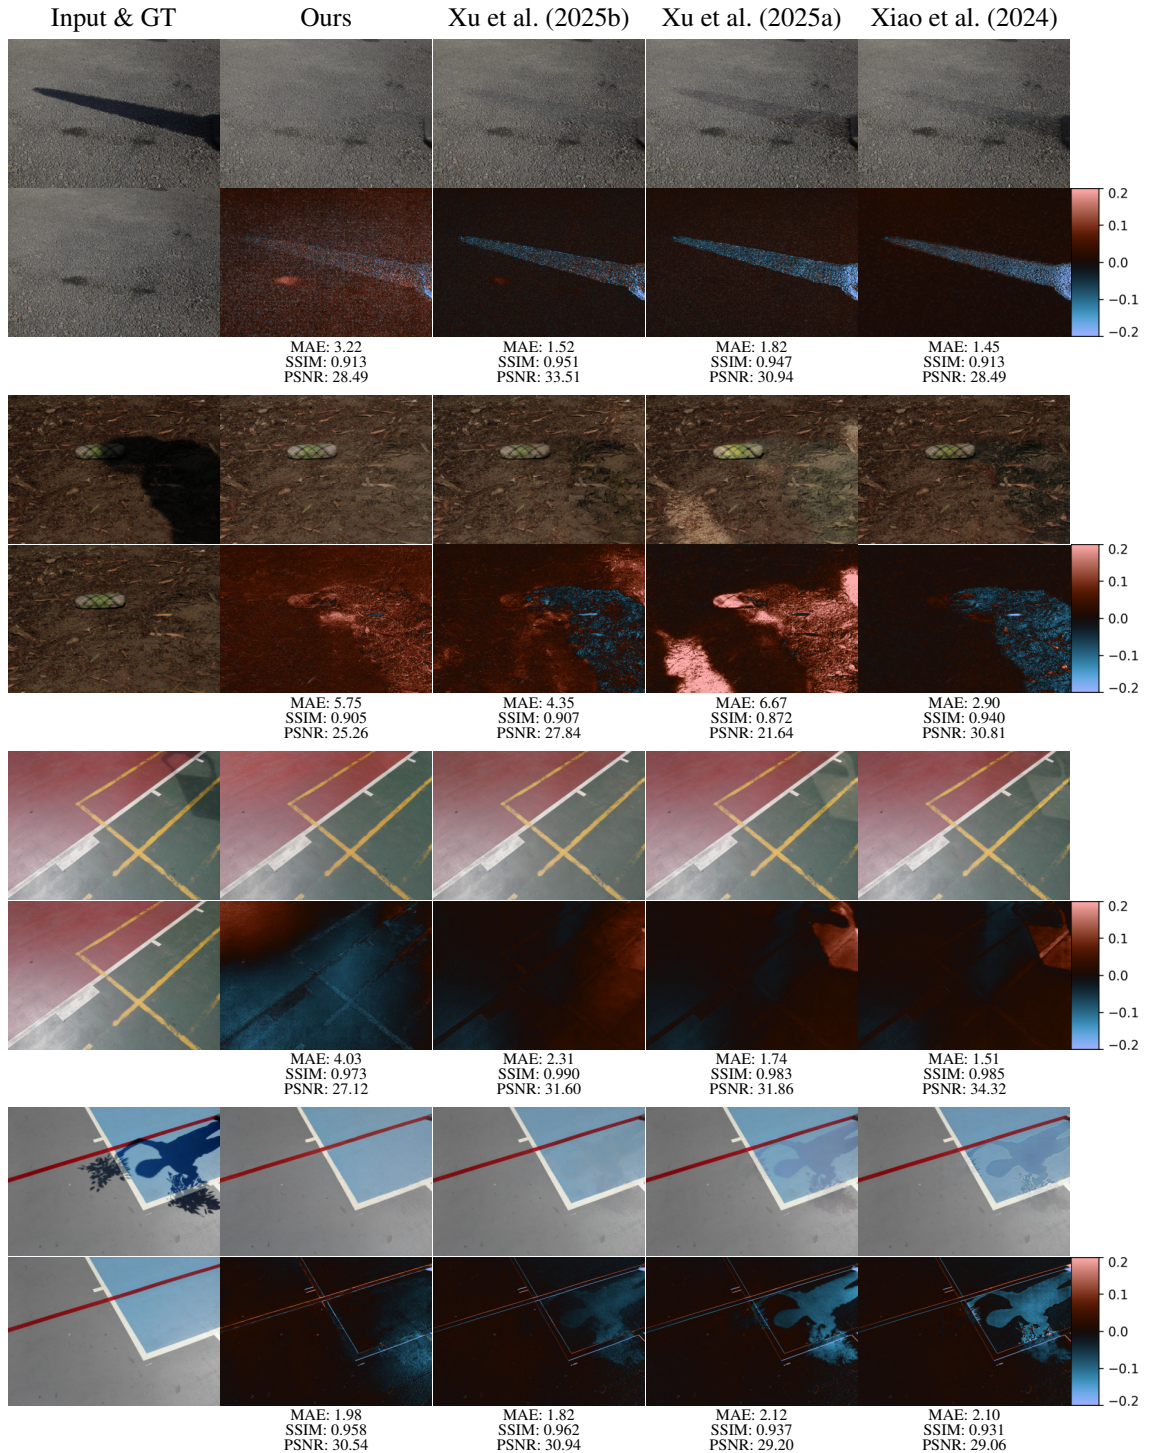 Input & GT Ours Xu et al. (2025b) Xu et al. (2025a) Xiao et al. (2024)
0.2
0.1
0.0
−0.1
−0.2
MAE: 3.22 MAE: 1.52 MAE: 1.82 MAE: 1.45
SSIM: 0.913 SSIM: 0.951 SSIM: 0.947 SSIM: 0.913
PSNR: 28.49 PSNR: 33.51 PSNR: 30.94 PSNR: 28.49
0.2
0.1
0.0
−0.1
−0.2
MAE: 5.75 MAE: 4.35 MAE: 6.67 MAE: 2.90
SSIM: 0.905 SSIM: 0.907 SSIM: 0.872 SSIM: 0.940
PSNR: 25.26 PSNR: 27.84 PSNR: 21.64 PSNR: 30.81
0.2
0.1
0.0
−0.1
−0.2
MAE: 4.03 MAE: 2.31 MAE: 1.74 MAE: 1.51
SSIM: 0.973 SSIM: 0.990 SSIM: 0.983 SSIM: 0.985
PSNR: 27.12 PSNR: 31.60 PSNR: 31.86 PSNR: 34.32
0.2
0.1
0.0
−0.1
−0.2
MAE: 1.98 MAE: 1.82 MAE: 2.12 MAE: 2.10
SSIM: 0.958 SSIM: 0.962 SSIM: 0.937 SSIM: 0.931
PSNR: 30.54 PSNR: 30.94 PSNR: 29.20 PSNR: 29.06